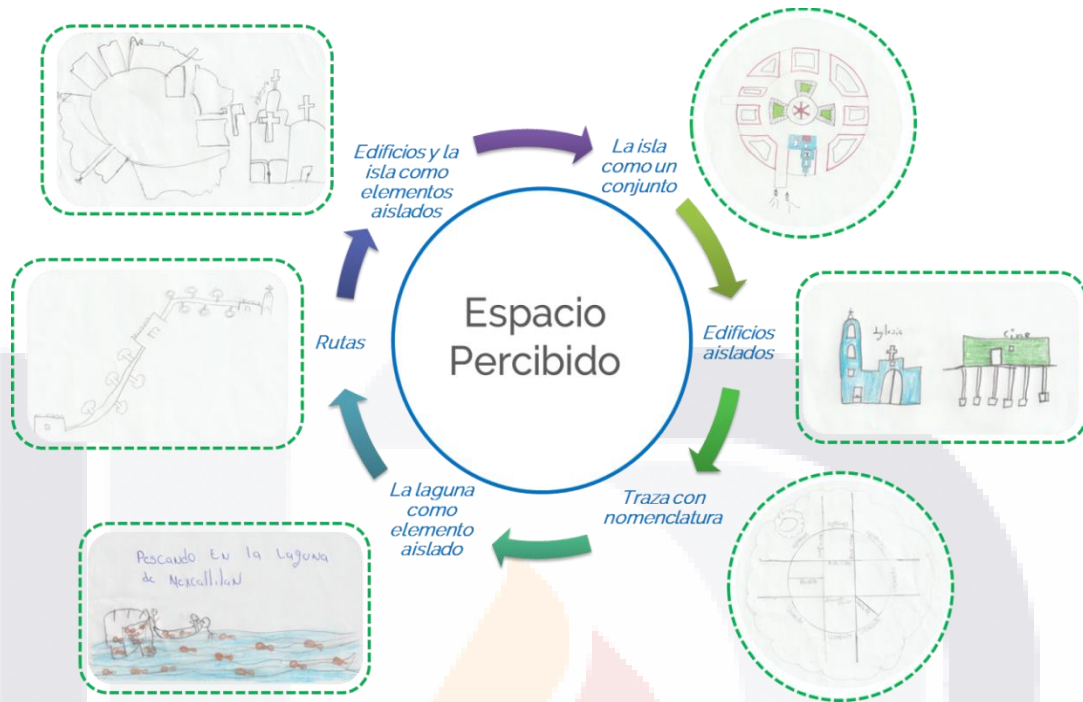 Edificios y la
isla como
elementos
aislados
La isla
como un
conjunto
Espacio
Percibido
Edificios
aislados
Iglesia
Cine
Traza con
nomenclatura
La laguna
como
elemento
aislado
Pescando En la Laguna
de Mexcaltitan
Rutas